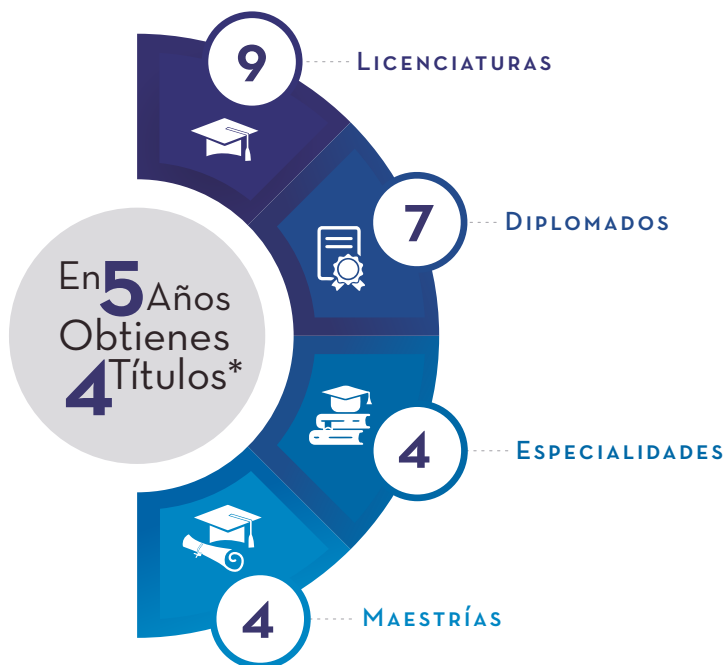 9 Licenciaturas
7 Diplomados
En 5 Años
Obtienes
4 Títulos*
4 Especialidades
4 Maestrías